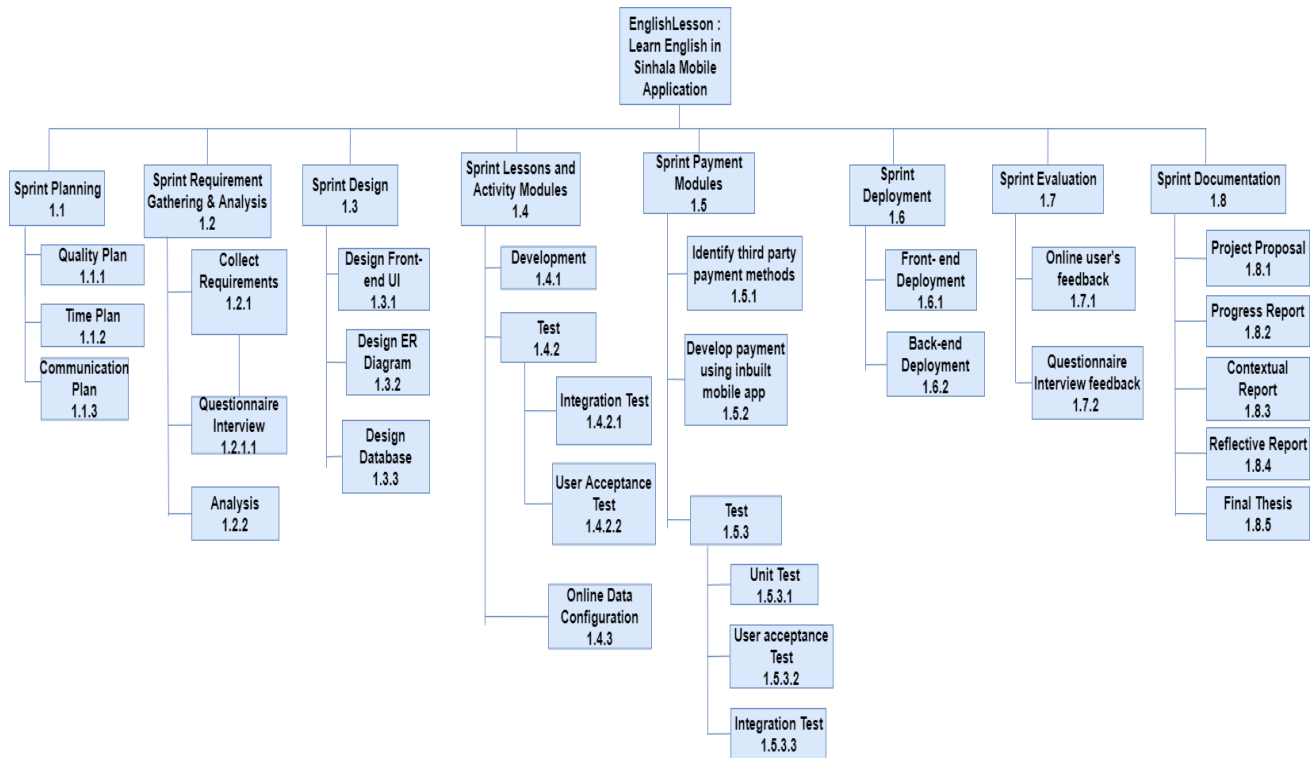 EnglishLesson :
Learn English in
Sinhala Mobile
Application
Sprint Planning
1.1
Quality Plan
1.1.1
Time Plan
1.1.2
Communication
Plan
1.1.3
Sprint Requirement
Gathering & Analysis
1.2
Collect
Requirements
1.2.1
Questionnaire
Interview
1.2.1.1
Analysis
1.2.2
Sprint Design
1.3
Design Front-
end UI
1.3.1
Design ER
Diagram
1.3.2
Design
Database
1.3.3
Sprint Lessons and
Activity Modules
1.4
Development
1.4.1
Test
1.4.2
Integration Test
1.4.2.1
User Acceptance
Test
1.4.2.2
Online Data
Configuration
1.4.3
Sprint Payment
Modules
1.5
Identify third party
payment methods
1.5.1
Develop payment
using inbuilt
mobile app
1.5.2
Test
1.5.3
Unit Test
1.5.3.1
User acceptance
Test
1.5.3.2
Integration Test
1.5.3.3
Sprint
Deployment
1.6
Front- end
Deployment
1.6.1
Back-end
Deployment
1.6.2
Sprint Evaluation
1.7
Online user's
feedback
1.7.1
Questionnaire
Interview feedback
1.7.2
Sprint Documentation
1.8
Project Proposal
1.8.1
Progress Report
1.8.2
Contextual
Report
1.8.3
Reflective Report
1.8.4
Final Thesis
1.8.5